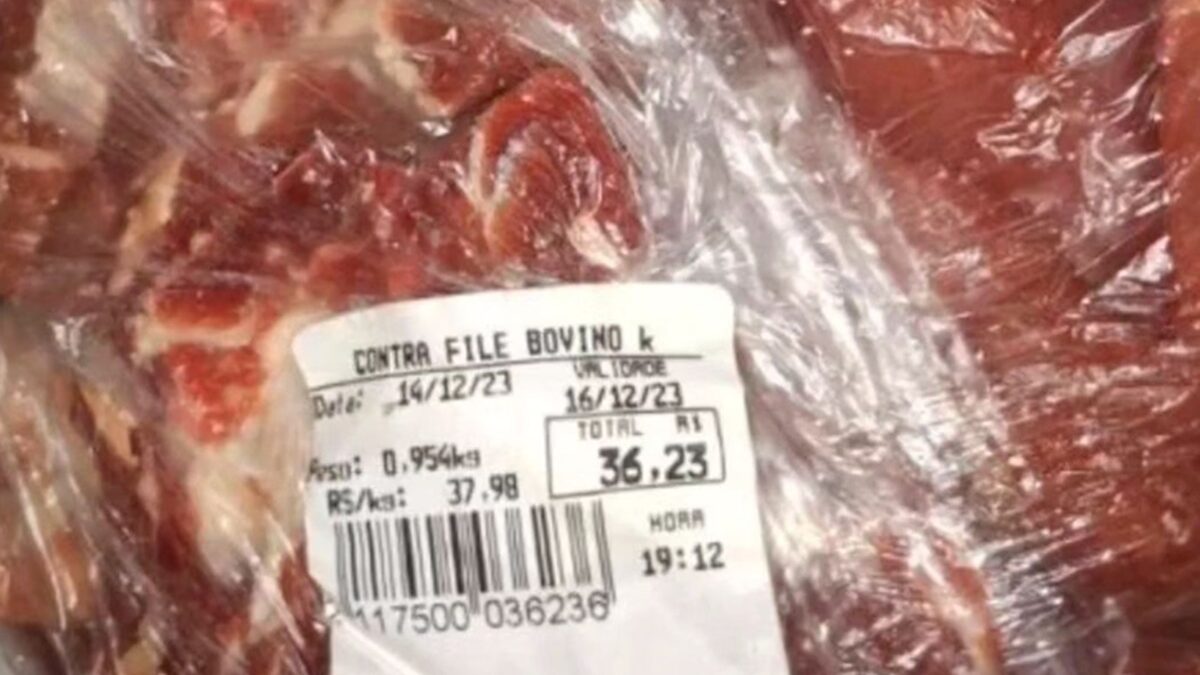 CONTRA FILE BOVINO k
Data: 14/12/23
VALIDADE
16/12/23
TOTAL R$
36,23
Peso: 0,954kg
R$/kg: 37,98
HORA
19:12
117500 036236